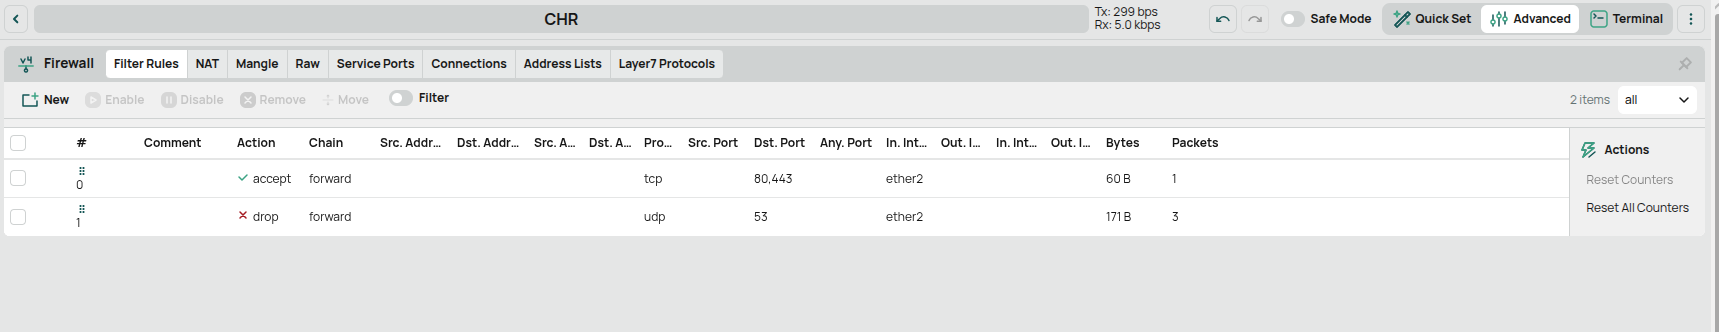 CHR
Tx: 299 bps
Rx: 5.0 kbps
Safe Mode
Quick Set
Advanced
Terminal
v4 Firewall
Filter Rules NAT Mangle Raw Service Ports Connections Address Lists Layer7 Protocols
New Enable Disable Remove Move Filter
2 items all
# Comment Action Chain Src. Addr... Dst. Addr... Src. A... Dst. A... Pro... Src. Port Dst. Port Any. Port In. Int... Out. I... In. Int... Out. I... Bytes Packets
0 accept forward tcp 80,443 ether2 60 B 1
1 drop forward udp 53 ether2 171 B 3
Actions
Reset Counters
Reset All Counters